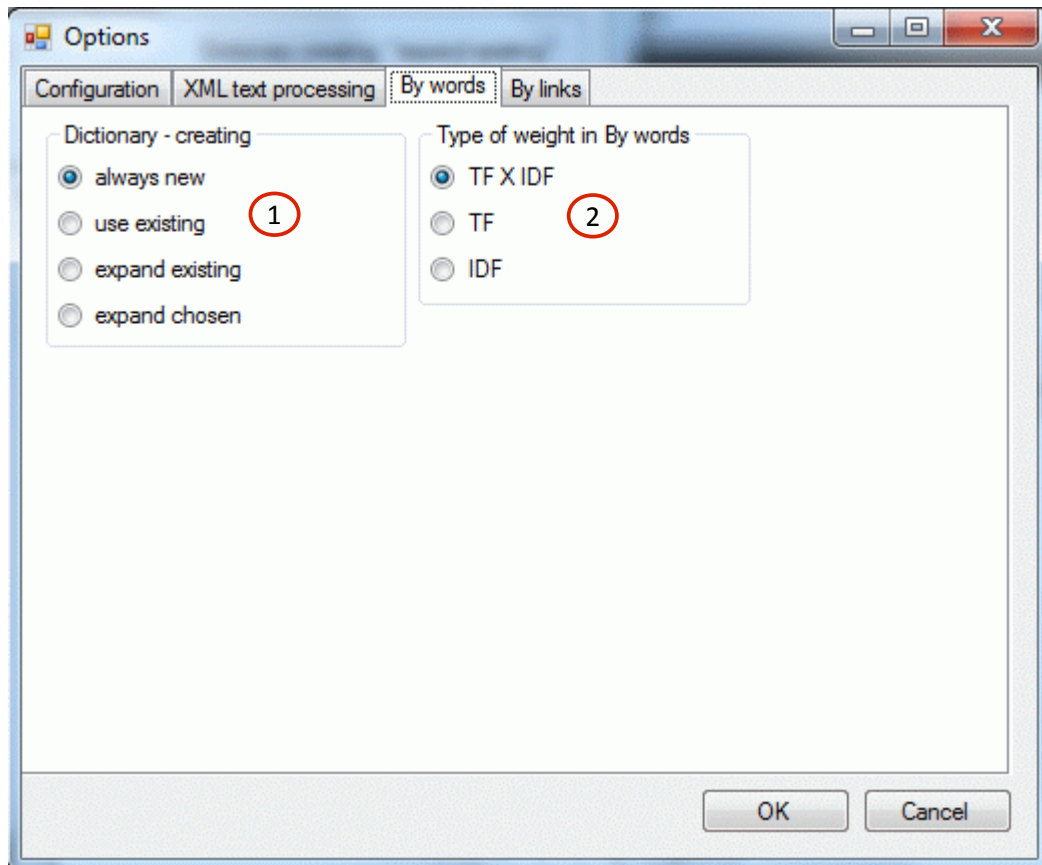 Options
Configuration XML text processing By words By links
Dictionary - creating
always new
use existing
expand existing
expand chosen
1
Type of weight in By words
TF X IDF
TF
IDF
2
OK Cancel